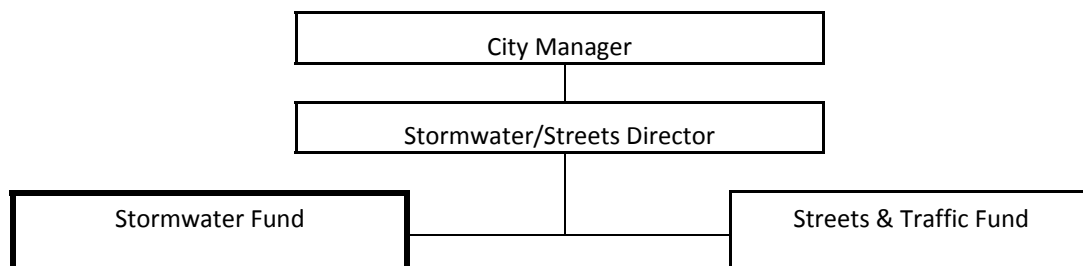 City Manager
Stormwater/Streets Director
Stormwater Fund
Streets & Traffic Fund